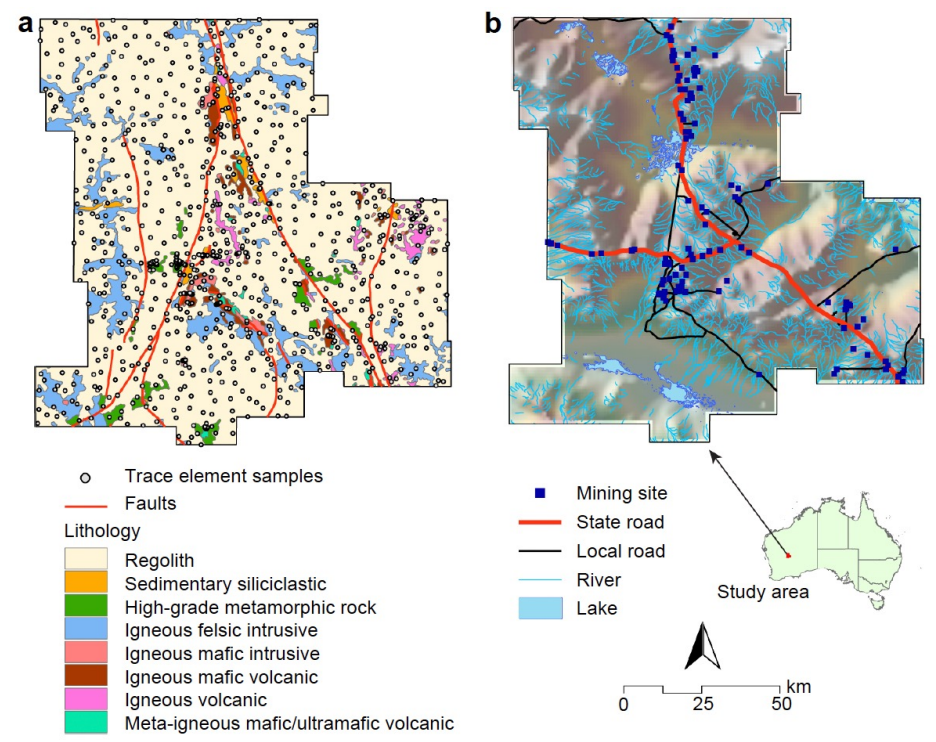 a
b
Trace element samples
Faults
Lithology
Regolith
Sedimentary siliciclastic
High-grade metamorphic rock
Igneous felsic intrusive
Igneous mafic intrusive
Igneous mafic volcanic
Igneous volcanic
Meta-igneous mafic/ultramafic volcanic
Mining site
State road
Local road
River
Lake
Study area
km
0 25 50